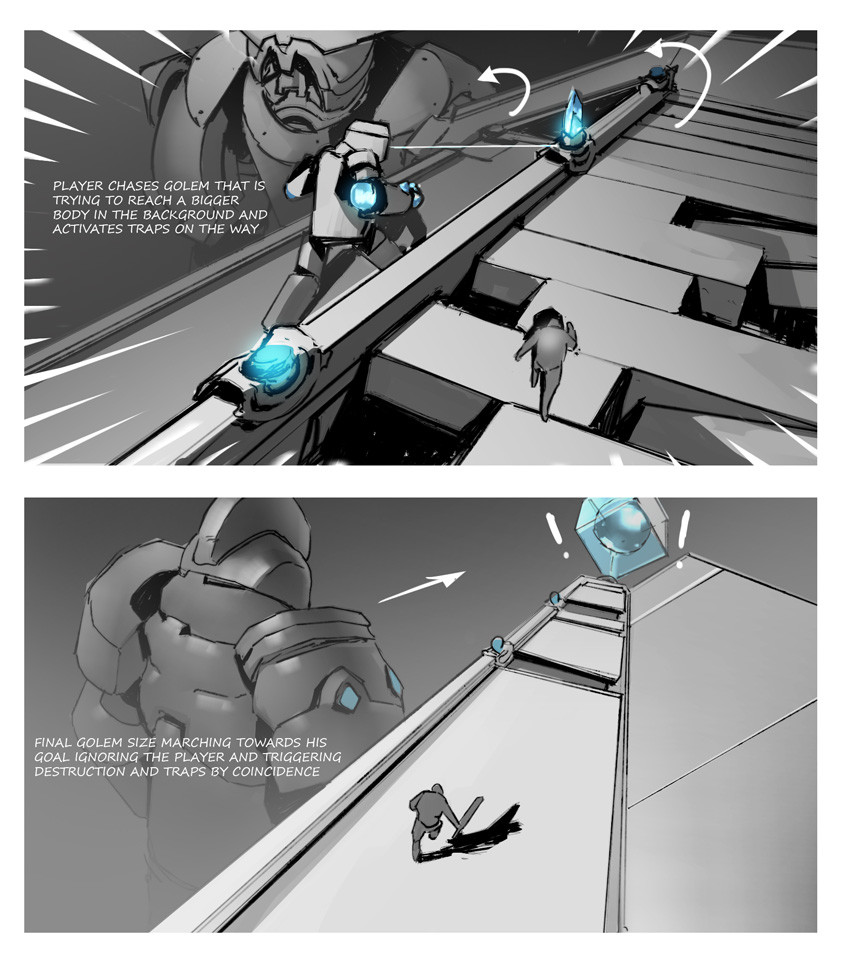 PLAYER CHASES GOLEM THAT IS
TRYING TO REACH A BIGGER
BODY IN THE BACKGROUND AND
ACTIVATES TRAPS ON THE WAY
! !
FINAL GOLEM SIZE MARCHING TOWARDS HIS
GOAL IGNORING THE PLAYER AND TRIGGERING
DESTRUCTION AND TRAPS BY COINCIDENCE